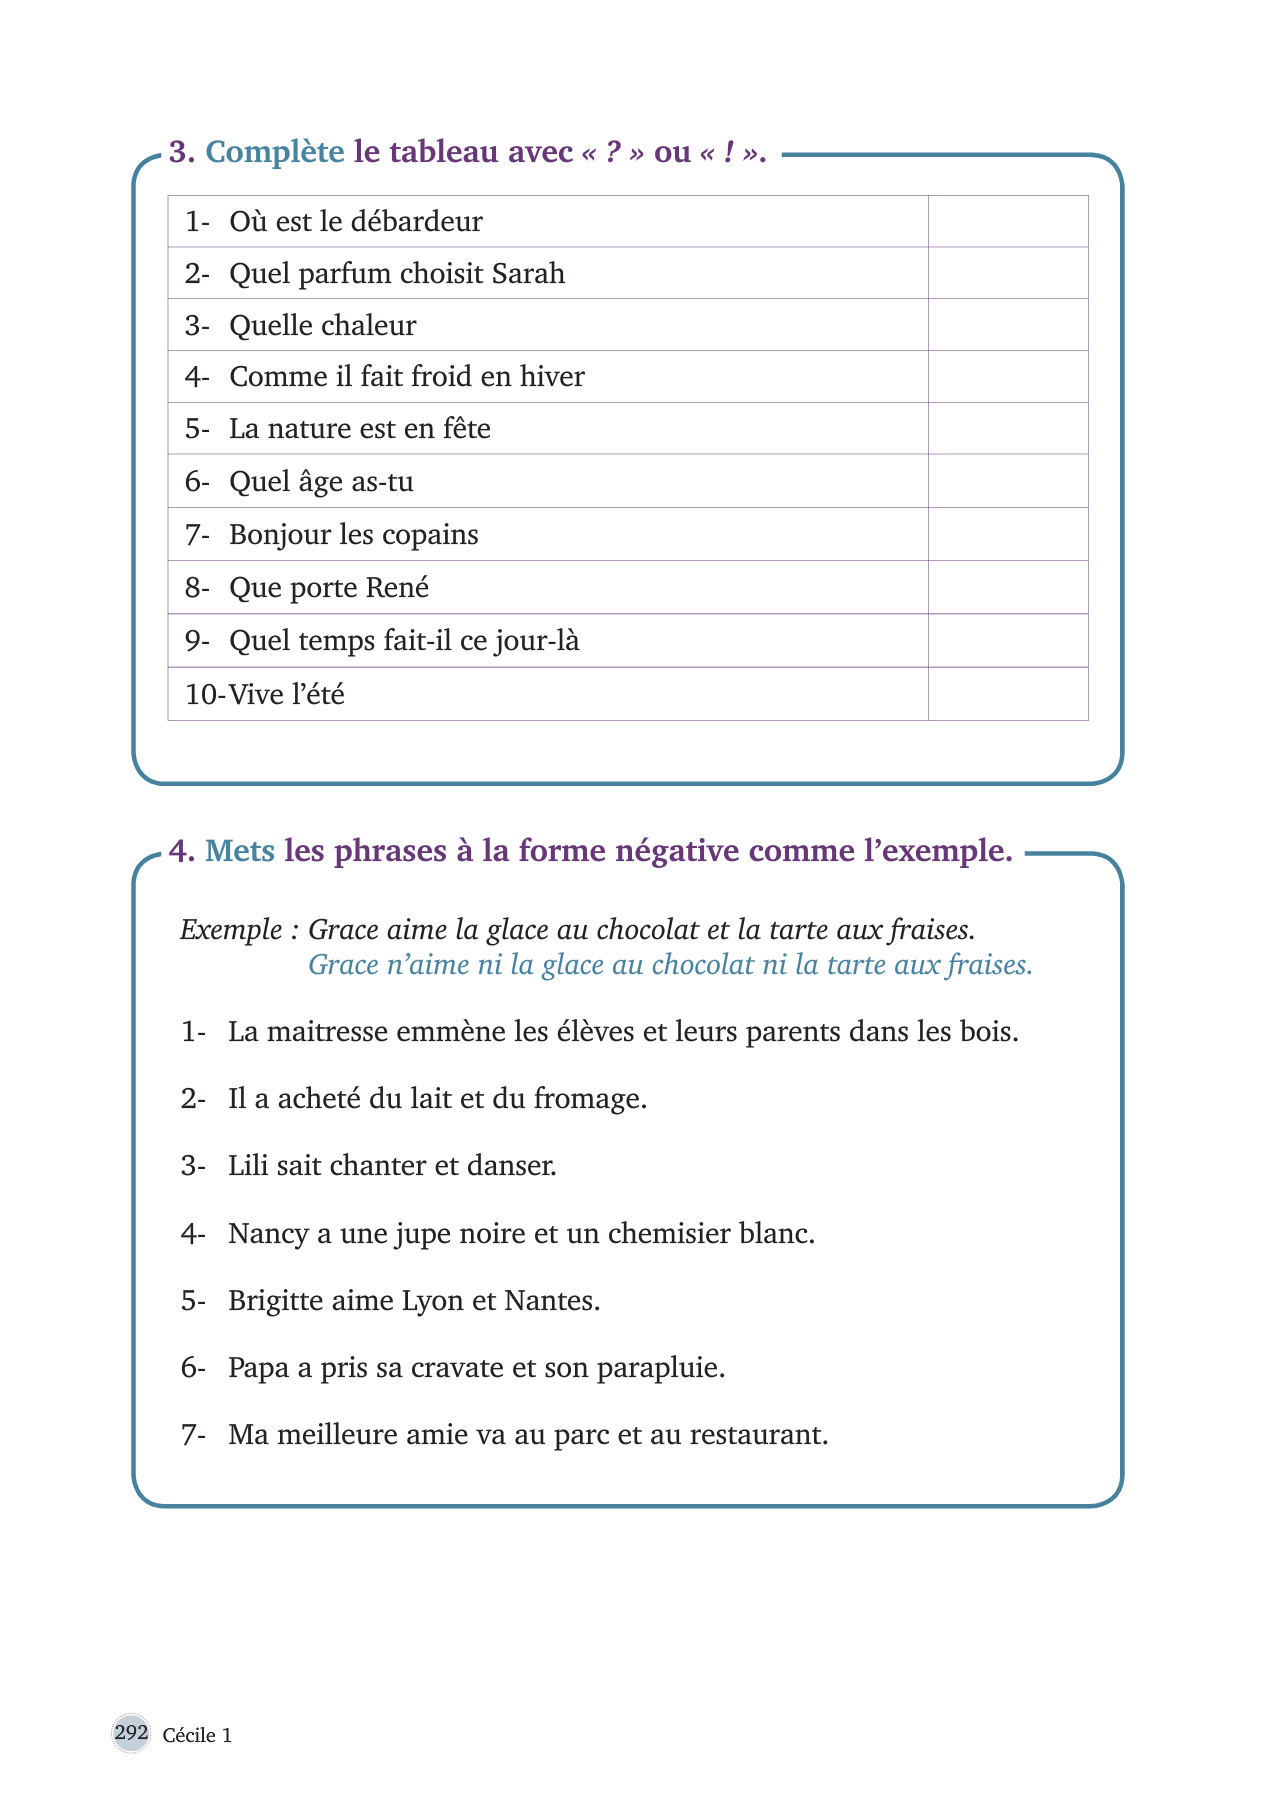 3. Complète le tableau avec « ? » ou « ! ».
1- Où est le débardeur
2- Quel parfum choisit Sarah
3- Quelle chaleur
4- Comme il fait froid en hiver
5- La nature est en fête
6- Quel âge as-tu
7- Bonjour les copains
8- Que porte René
9- Quel temps fait-il ce jour-là
10- Vive l’été
4. Mets les phrases à la forme négative comme l’exemple.
Exemple : Grace aime la glace au chocolat et la tarte aux fraises.
Grace n’aime ni la glace au chocolat ni la tarte aux fraises.
1- La maitresse emmène les élèves et leurs parents dans les bois.
2- Il a acheté du lait et du fromage.
3- Lili sait chanter et danser.
4- Nancy a une jupe noire et un chemisier blanc.
5- Brigitte aime Lyon et Nantes.
6- Papa a pris sa cravate et son parapluie.
7- Ma meilleure amie va au parc et au restaurant.
292 Cécile 1